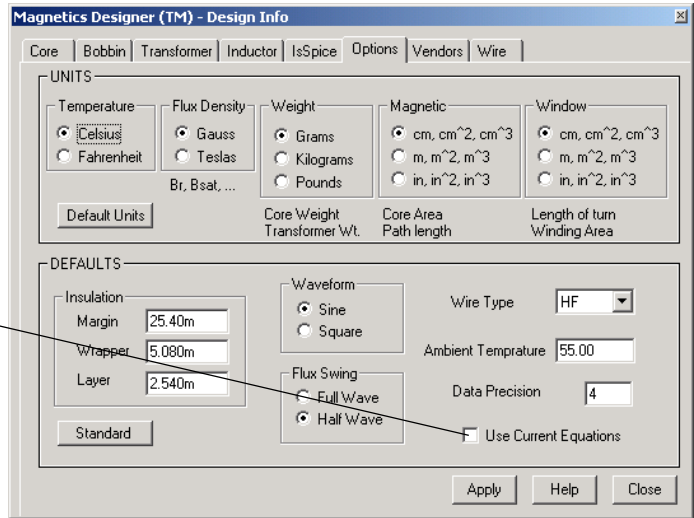 Magnetics Designer (TM) - Design Info
Core Bobbin Transformer Inductor IsSpice Options Vendors Wire
UNITS
Temperature
Celsius
Fahrenheit
Default Units
Flux Density
Gauss
Teslas
Br, Bsat, ...
Weight
Grams
Kilograms
Pounds
Core Weight
Transformer Wt.
Magnetic
cm, cm^2, cm^3
m, m^2, m^3
in, in^2, in^3
Core Area
Path length
Window
cm, cm^2, cm^3
m, m^2, m^3
in, in^2, in^3
Length of turn
Winding Area
DEFAULTS
Insulation
Margin 25.40m
Wrapper 5.080m
Layer 2.540m
Standard
Waveform
Sine
Square
Flux Swing
Full Wave
Half Wave
Wire Type HF
Ambient Temprature 55.00
Data Precision 4
Use Current Equations
Apply Help Close